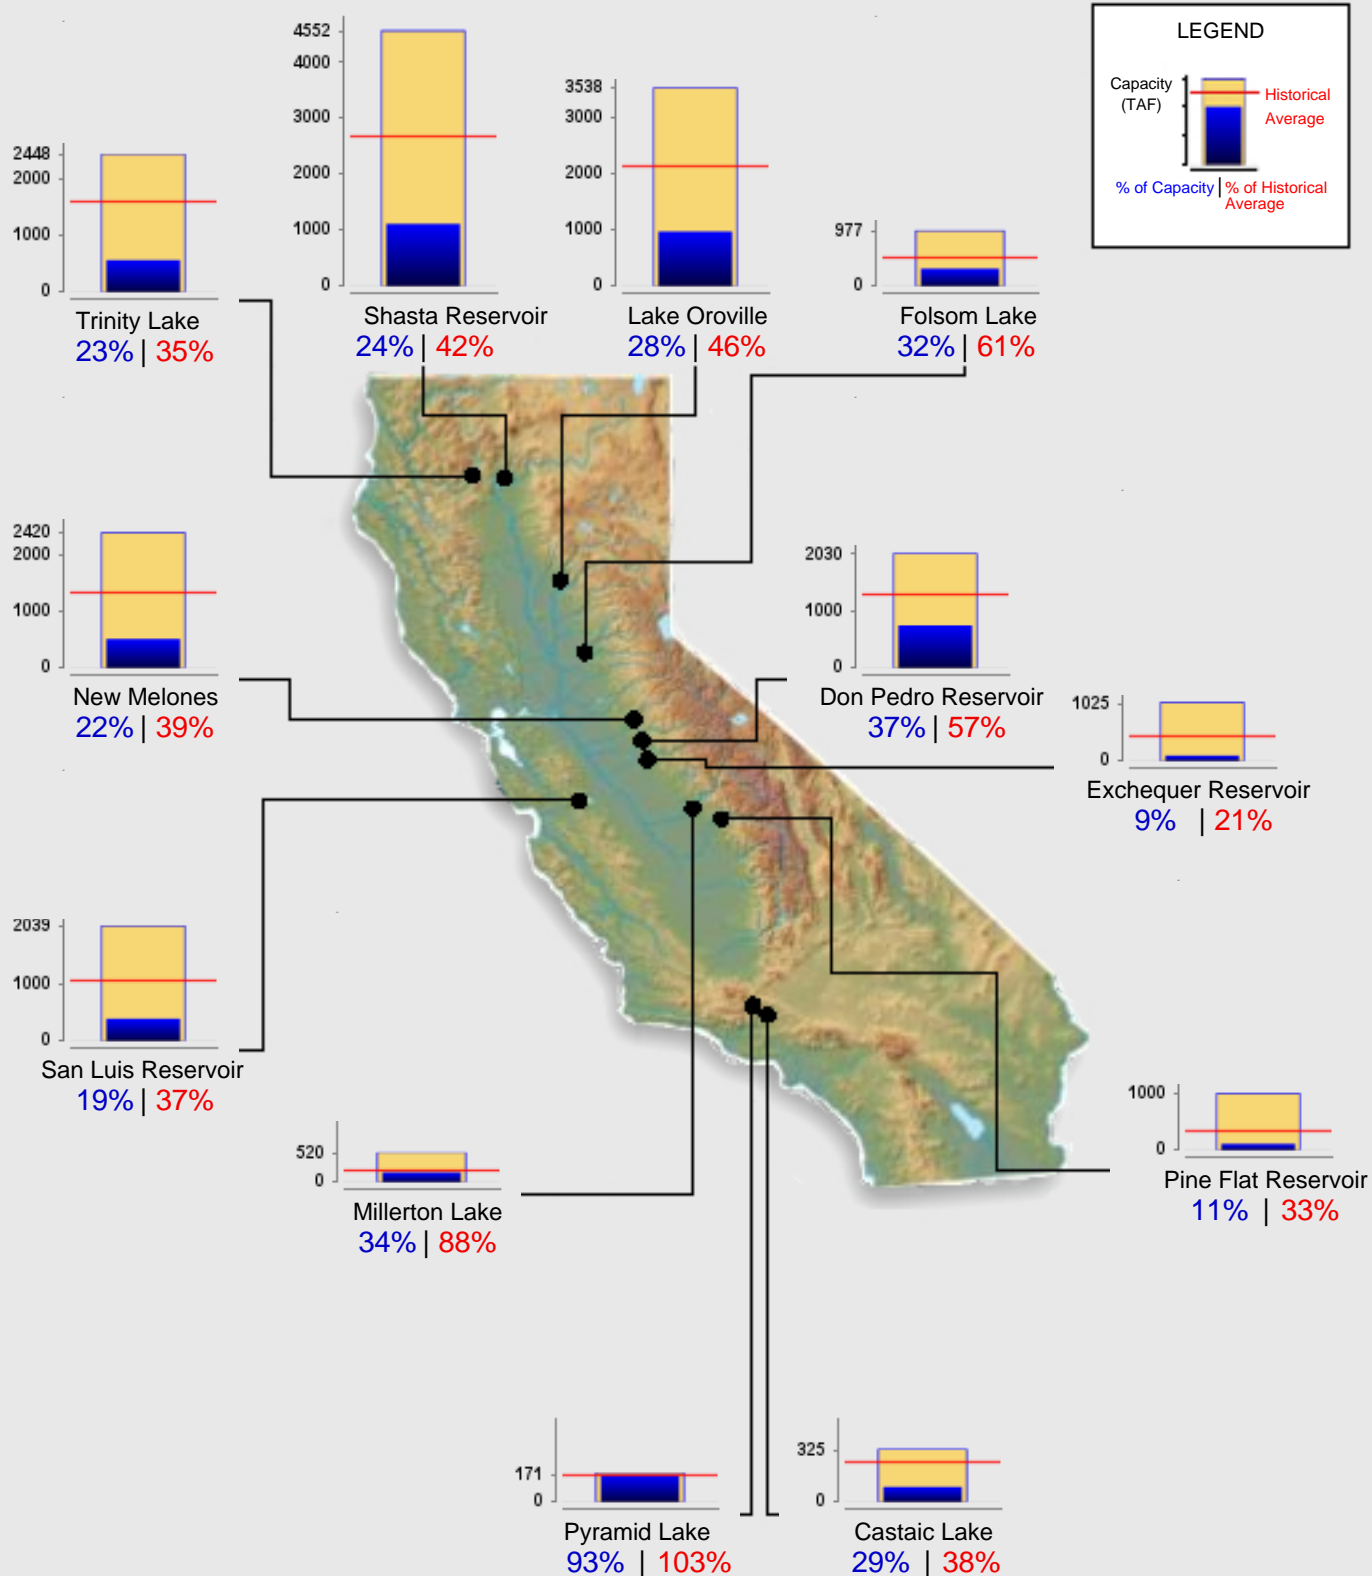 LEGEND
Capacity
(TAF)
Historical
Average
% of Capacity | % of Historical
Average
4552
4000
3000
2000
1000
0
Shasta Reservoir
24% | 42%
3538
3000
2000
1000
0
Lake Oroville
28% | 46%
2448
2000
1000
0
Trinity Lake
23% | 35%
977
0
Folsom Lake
32% | 61%
2420
2000
1000
0
New Melones
22% | 39%
2030
1000
0
Don Pedro Reservoir
37% | 57%
1025
0
Exchequer Reservoir
9% | 21%
2039
1000
0
San Luis Reservoir
19% | 37%
520
0
Millerton Lake
34% | 88%
1000
0
Pine Flat Reservoir
11% | 33%
171
0
Pyramid Lake
93% | 103%
325
0
Castaic Lake
29% | 38%